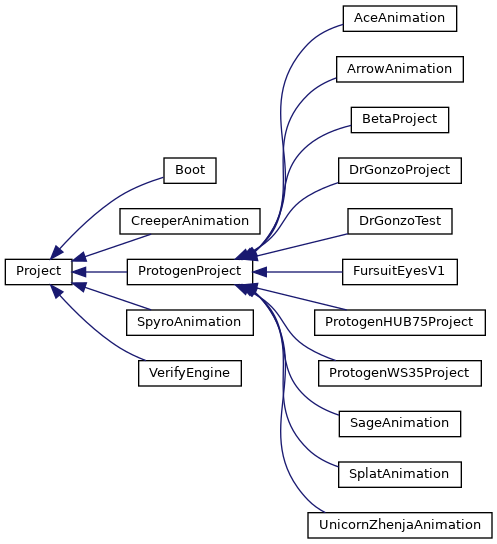 AceAnimation
ArrowAnimation
BetaProject
Boot
DrGonzoProject
CreeperAnimation
DrGonzoTest
Project
ProtogenProject
FursuitEyesV1
SpyroAnimation
ProtogenHUB75Project
VerifyEngine
ProtogenWS35Project
SageAnimation
SplatAnimation
UnicornZhenjaAnimation